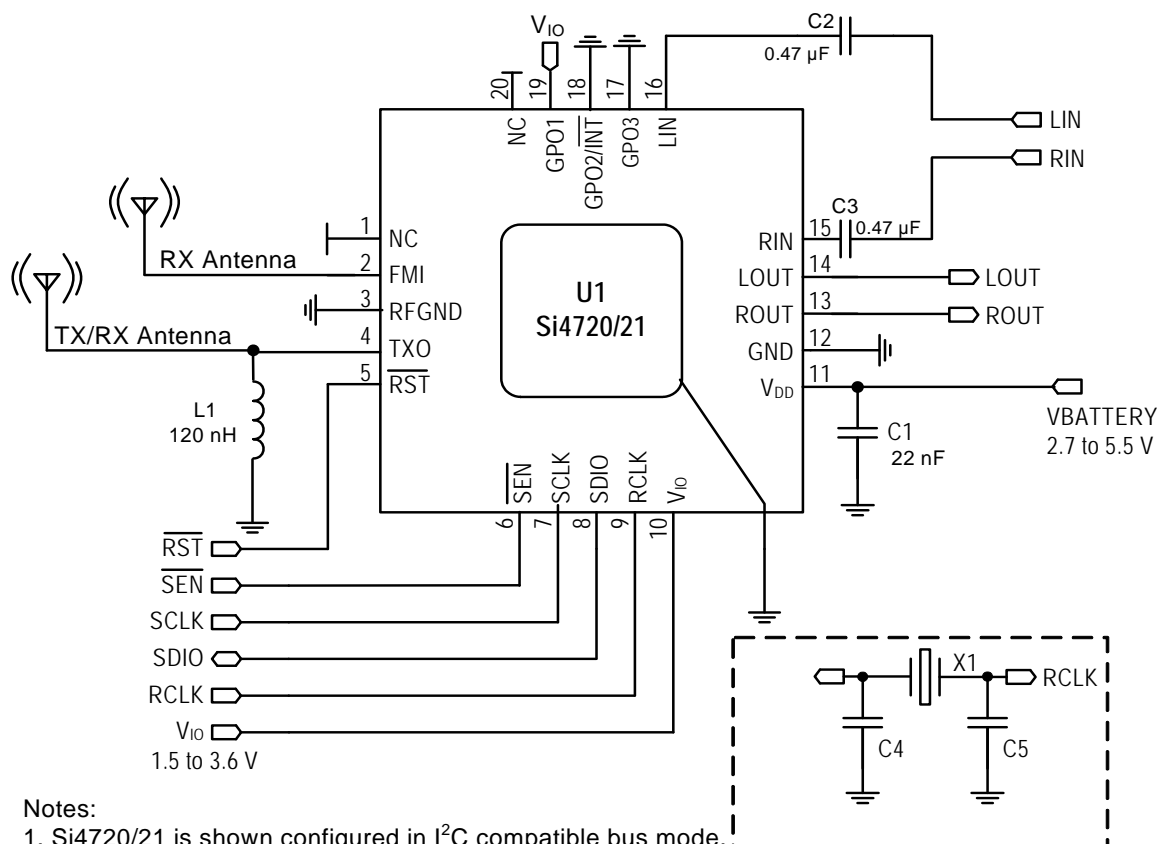 V_IO
C2
0.47 µF
20
19
18
17
16
NC
GPO1
GPO2/INT
GPO3
LIN
LIN
RIN
C3
0.47 µF
RX Antenna
TX/RX Antenna
1
NC
2
FMI
3
RFGND
4
TXO
5
RST
U1
Si4720/21
RIN
15
LOUT
14
LOUT
ROUT
13
ROUT
GND
12
V_DD
11
VBATTERY
2.7 to 5.5 V
C1
22 nF
L1
120 nH
SEN
SCLK
SDIO
RCLK
V_IO
6
7
8
9
10
RST
SEN
SCLK
SDIO
RCLK
V_IO
1.5 to 3.6 V
X1
RCLK
C4
C5
Notes:
1. Si4720/21 is shown configured in I²C compatible bus mode.